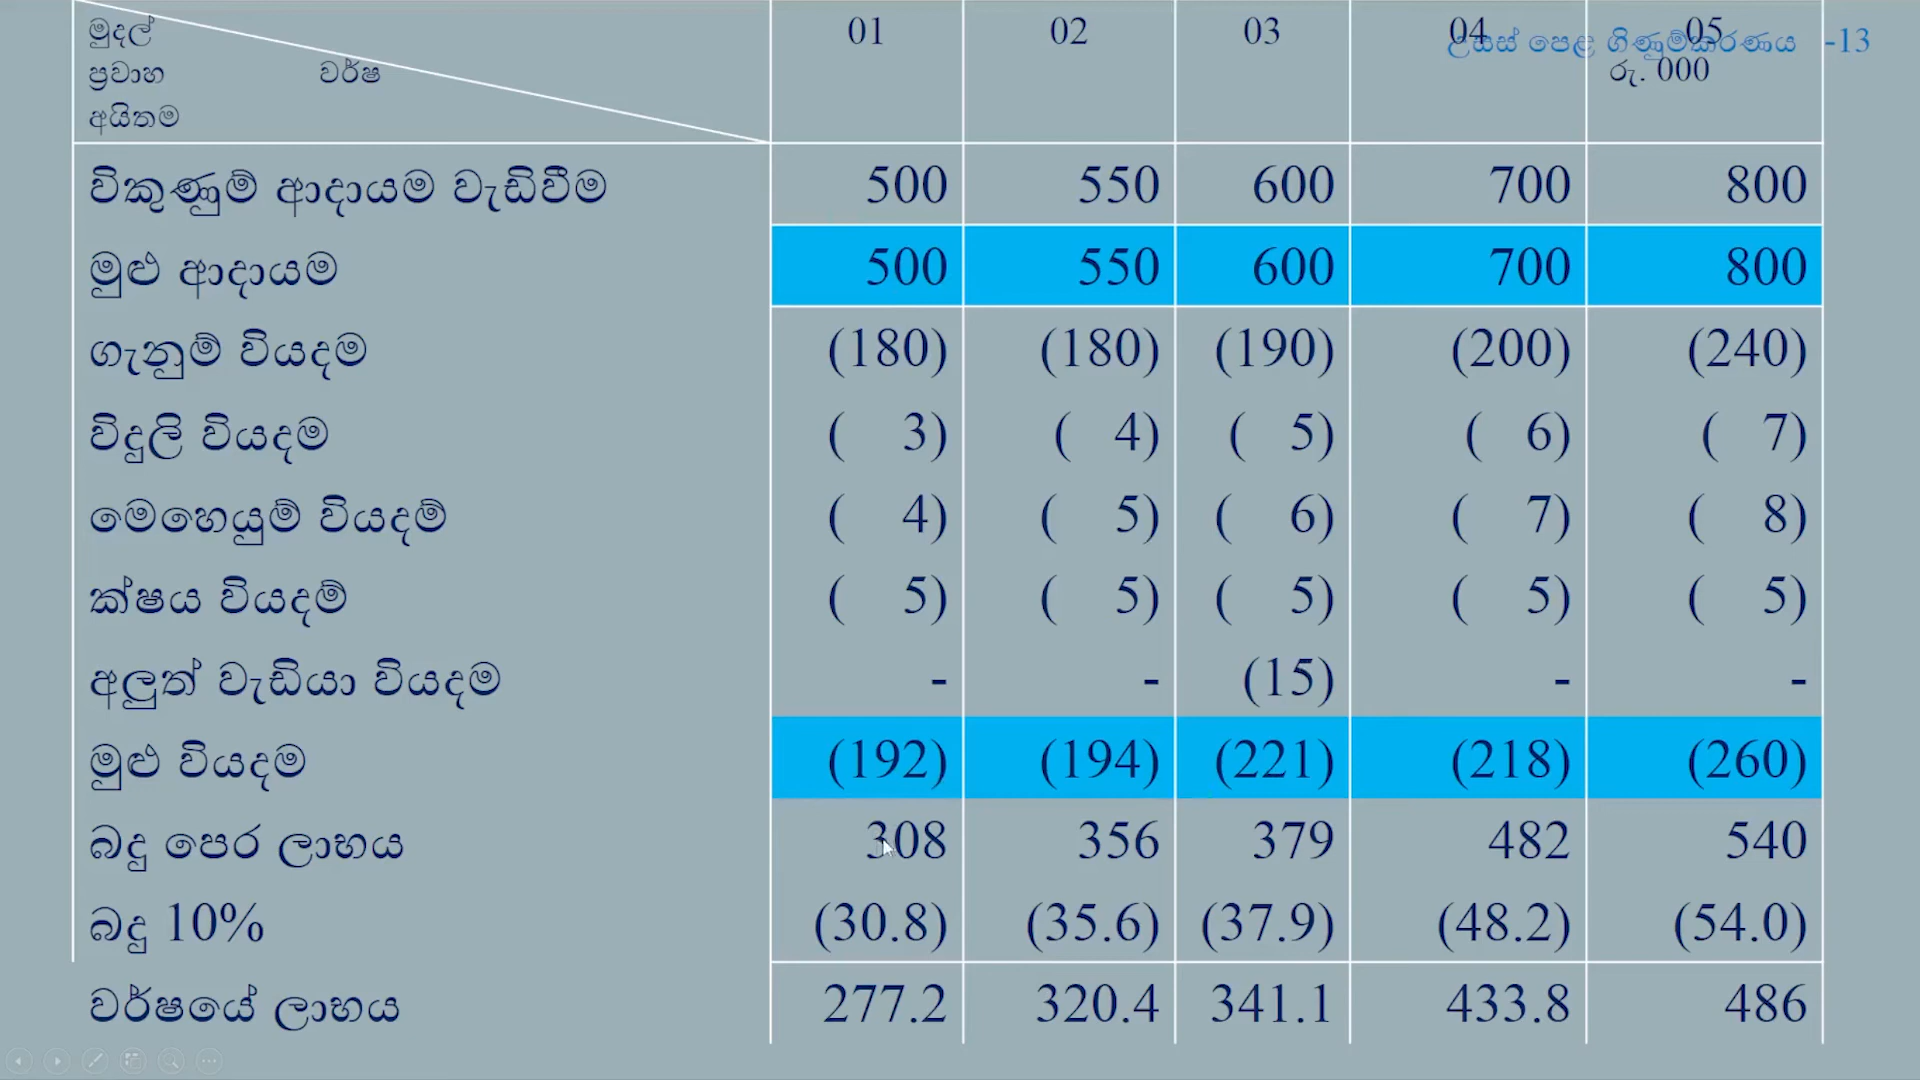 මුදල් 01 02 03 04 05
උසස් පෙළ ගිණුම්කරණය -13
ප්‍රවාහ වර්ෂ රු. 000
අයිතම
විකුණුම් ආදායම වැඩිවීම 500 550 600 700 800
මුළු ආදායම 500 550 600 700 800
ගැනුම් වියදම (180) (180) (190) (200) (240)
විදුලි වියදම ( 3) ( 4) ( 5) ( 6) ( 7)
මෙහෙයුම් වියදම් ( 4) ( 5) ( 6) ( 7) ( 8)
ක්ෂය වියදම් ( 5) ( 5) ( 5) ( 5) ( 5)
අලුත් වැඩියා වියදම - - (15) - -
මුළු වියදම (192) (194) (221) (218) (260)
බදු පෙර ලාභය 308 356 379 482 540
බදු 10% (30.8) (35.6) (37.9) (48.2) (54.0)
වර්ෂයේ ලාභය 277.2 320.4 341.1 433.8 486